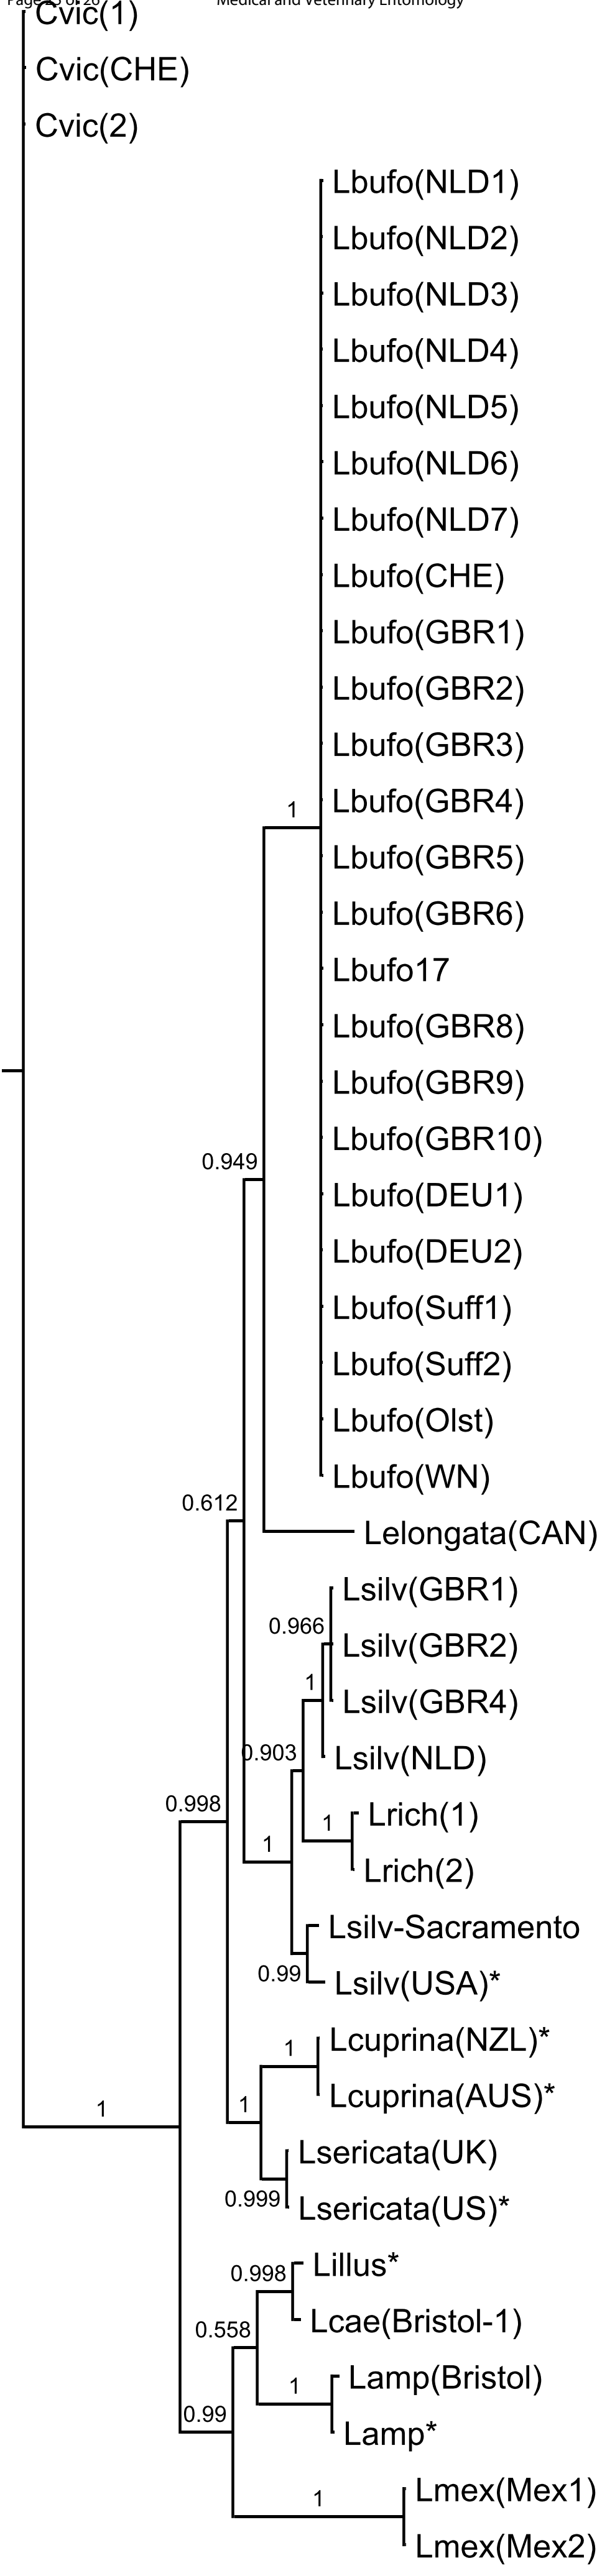 Page 25 of 26 Medical and Veterinary Entomology
Cvic(1)
Cvic(CHE)
Cvic(2)
Lbufo(NLD1)
Lbufo(NLD2)
Lbufo(NLD3)
Lbufo(NLD4)
Lbufo(NLD5)
Lbufo(NLD6)
Lbufo(NLD7)
Lbufo(CHE)
Lbufo(GBR1)
Lbufo(GBR2)
Lbufo(GBR3)
Lbufo(GBR4)
1
Lbufo(GBR5)
Lbufo(GBR6)
Lbufo17
Lbufo(GBR8)
Lbufo(GBR9)
Lbufo(GBR10)
0.949
Lbufo(DEU1)
Lbufo(DEU2)
Lbufo(Suff1)
Lbufo(Suff2)
Lbufo(Olst)
Lbufo(WN)
0.612
Lelongata(CAN)
Lsilv(GBR1)
0.966
Lsilv(GBR2)
1
Lsilv(GBR4)
0.903
Lsilv(NLD)
0.998
Lrich(1)
1
1
Lrich(2)
Lsilv-Sacramento
0.99
Lsilv(USA)*
Lcuprina(NZL)*
1
Lcuprina(AUS)*
1
1
Lsericata(UK)
0.999
Lsericata(US)*
Lillus*
0.998
Lcae(Bristol-1)
0.558
Lamp(Bristol)
1
0.99
Lamp*
Lmex(Mex1)
1
Lmex(Mex2)